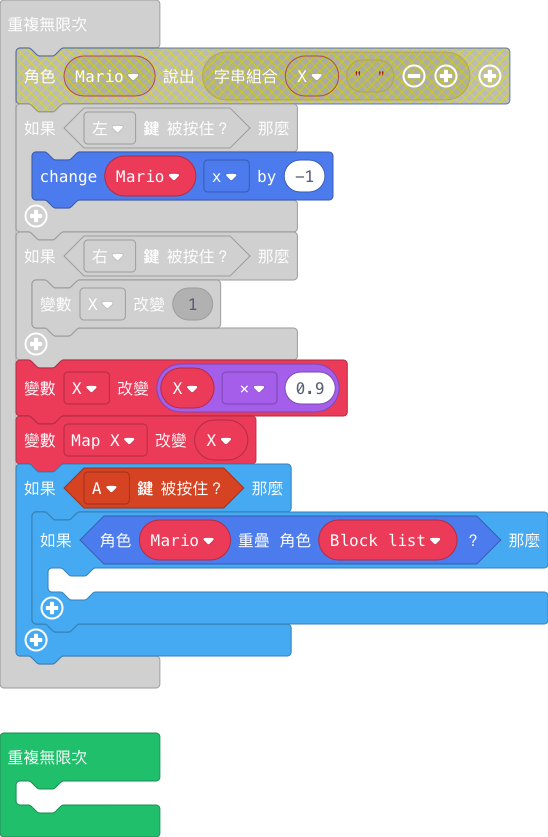 重複無限次
角色 Mario 說出 字串組合 X " "
如果 左 鍵 被按住？ 那麼
change Mario x by -1
如果 右 鍵 被按住？ 那麼
變數 X 改變 1
變數 X 改變 X × 0.9
變數 Map X 改變 X
如果 A 鍵 被按住？ 那麼
如果 角色 Mario 重疊 角色 Block list ？ 那麼
重複無限次